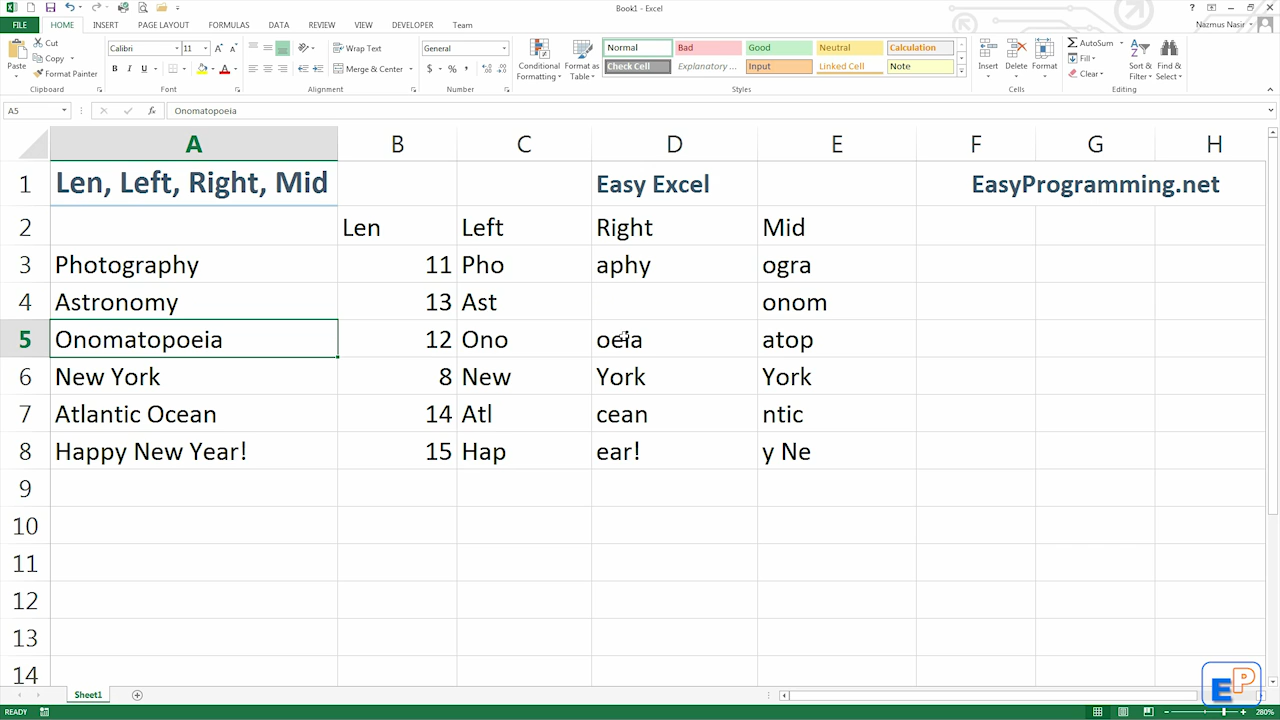 Book1 - Excel
FILE HOME INSERT PAGE LAYOUT FORMULAS DATA REVIEW VIEW DEVELOPER Team Nazmus Nasir
Paste Cut Copy Format Painter Clipboard
Calibri 11 B I U A Font
Wrap Text Merge & Center Alignment
General $ % , Number
Conditional Formatting Format as Table
Normal Bad Good Neutral Calculation
Check Cell Explanatory ... Input Linked Cell Note
Styles
Insert Delete Format Cells
AutoSum Fill Clear Sort & Filter Find & Select Editing
A5 fx Onomatopoeia
A B C D E F G H
1 Len, Left, Right, Mid Easy Excel EasyProgramming.net
2 Len Left Right Mid
3 Photography 11 Pho aphy ogra
4 Astronomy 13 Ast onom
5 Onomatopoeia 12 Ono oeia atop
6 New York 8 New York York
7 Atlantic Ocean 14 Atl cean ntic
8 Happy New Year! 15 Hap ear! y Ne
9
10
11
12
13
14
Sheet1
EP
READY 280%